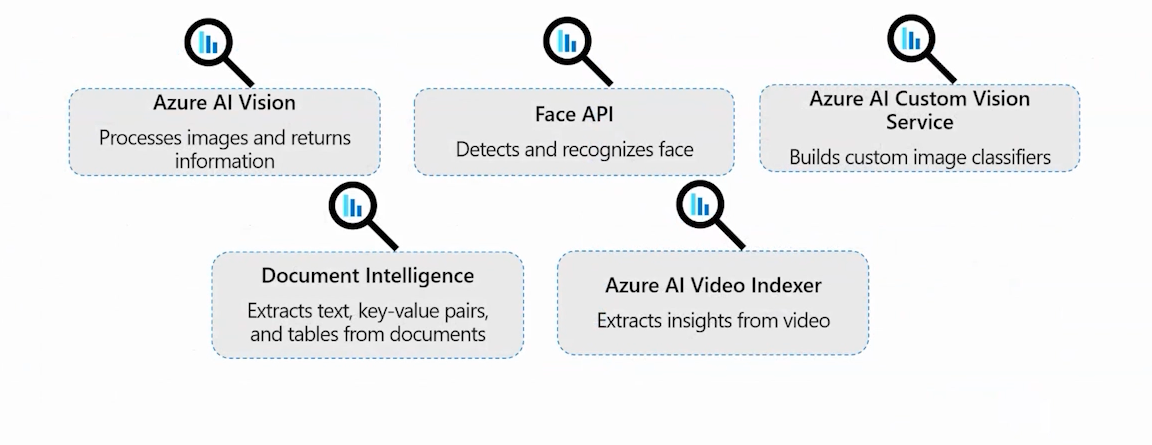 Azure AI Vision
Processes images and returns
information
Face API
Detects and recognizes face
Azure AI Custom Vision
Service
Builds custom image classifiers
Document Intelligence
Extracts text, key-value pairs,
and tables from documents
Azure AI Video Indexer
Extracts insights from video